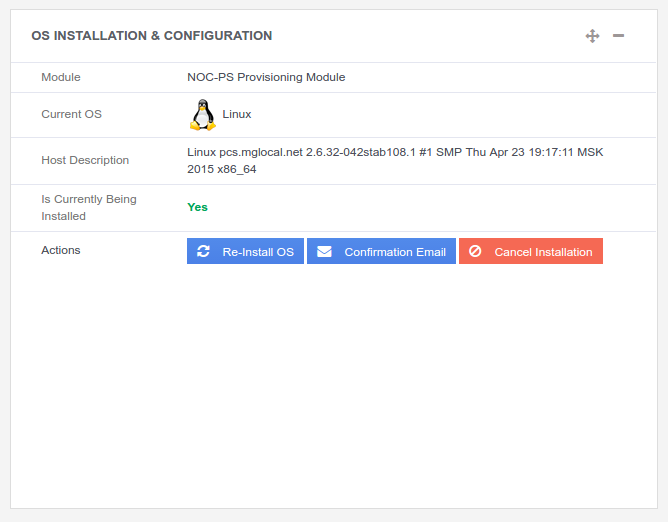 OS INSTALLATION & CONFIGURATION
Module NOC-PS Provisioning Module
Current OS Linux
Host Description Linux pcs.mglocal.net 2.6.32-042stab108.1 #1 SMP Thu Apr 23 19:17:11 MSK
2015 x86_64
Is Currently Being
Installed Yes
Actions Re-Install OS Confirmation Email Cancel Installation